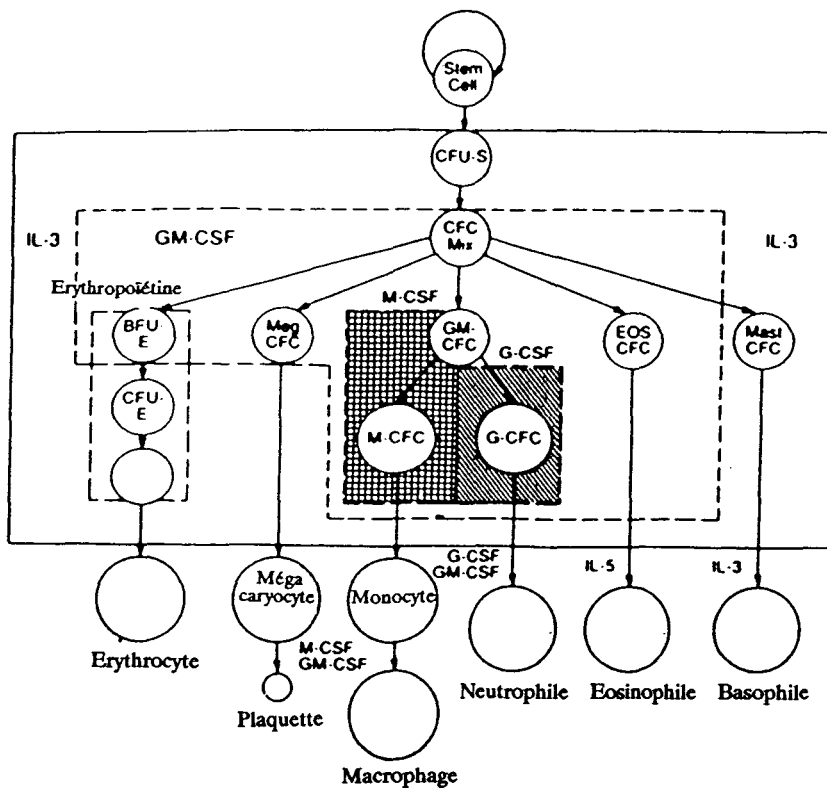 Stem
Cell
CFU-S
IL-3
GM-CSF
CFC
Mix
IL-3
Erythropoïétine
M-CSF
BFU-
E
Meg
CFC
GM-
CFC
G-CSF
EOS
CFC
Mast
CFC
CFU-
E
M-CFC
G-CFC
G-CSF
GM-CSF
IL-5
IL-3
Méga
caryocyte
Monocyte
Erythrocyte
M-CSF
GM-CSF
Neutrophile
Eosinophile
Basophile
Plaquette
Macrophage